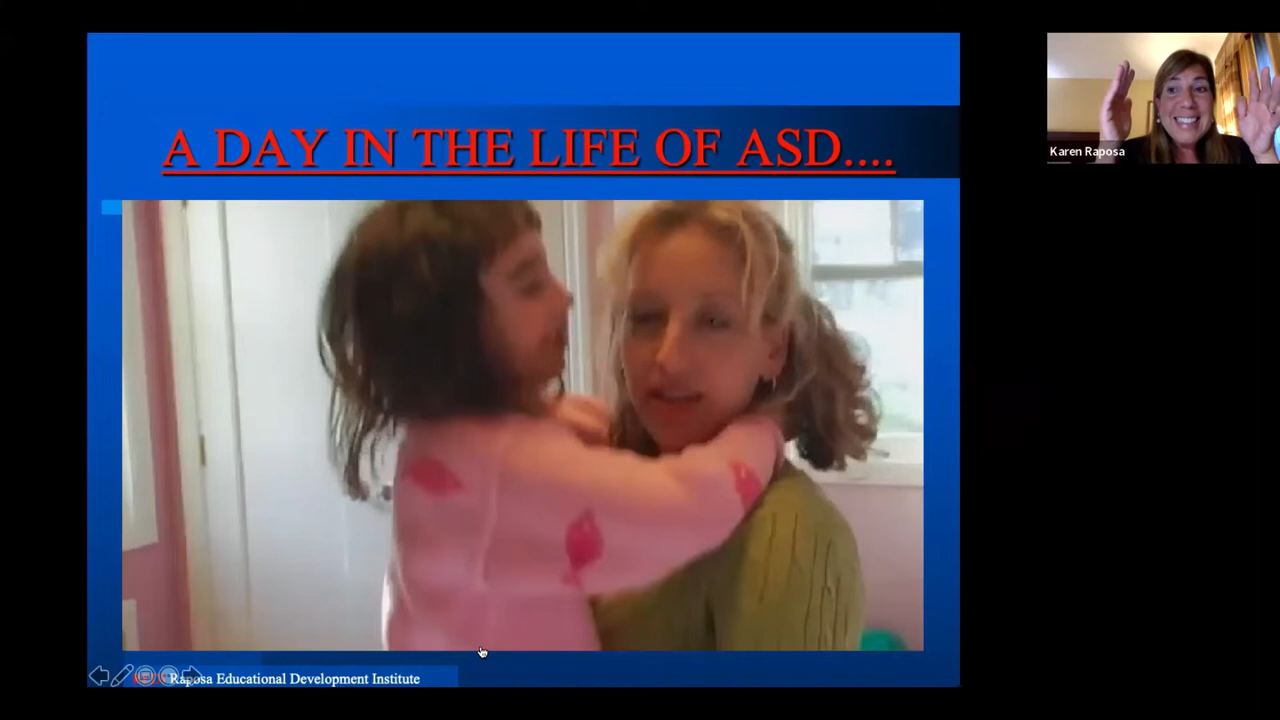 A DAY IN THE LIFE OF ASD....
Karen Raposa
Raposa Educational Development Institute